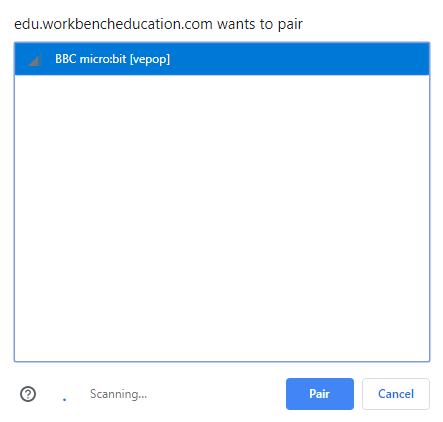 edu.workbencheducation.com wants to pair
BBC micro:bit [vepop]
Scanning...
Pair
Cancel